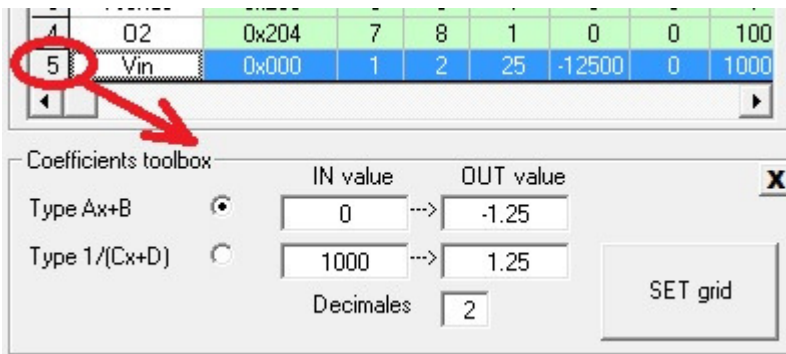 4 O2 0x204 7 8 1 0 0 100
5 Vin 0x000 1 2 25 -12500 0 1000
Coefficients toolbox
IN value OUT value X
Type Ax+B 0 ---> -1.25
Type 1/(Cx+D) 1000 ---> 1.25
Decimales 2
SET grid